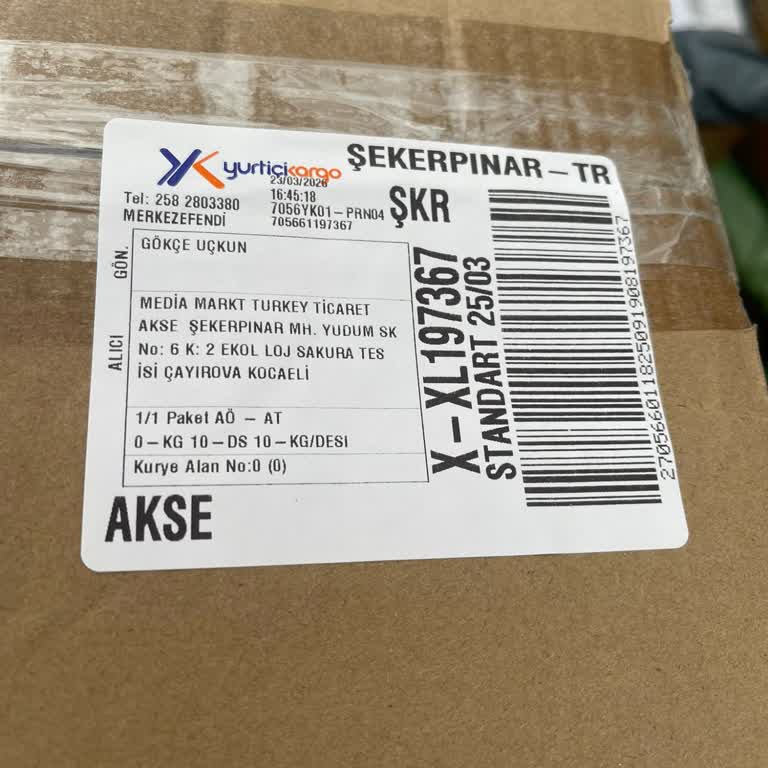 yurtiçi kargo
ŞEKERPINAR – TR
23/03/2026
Tel: 258 2803380
16:45:18
MERKEZEFENDİ
7056YK01 – PRN04
705661197367
ŞKR
GÖN.
GÖKÇE UÇKUN
ALICI
MEDİA MARKT TURKEY TİCARET
AKSE ŞEKERPINAR MH. YUDUM SK
No: 6 K: 2 EKOL LOJ SAKURA TES
İSİ ÇAYIROVA KOCAELİ
1/1 Paket AÖ – AT
0 – KG 10 – DS 10 – KG/DESI
Kurye Alan No:0 (0)
AKSE
X – XL197367
STANDART 25/03
270566011825091908197367